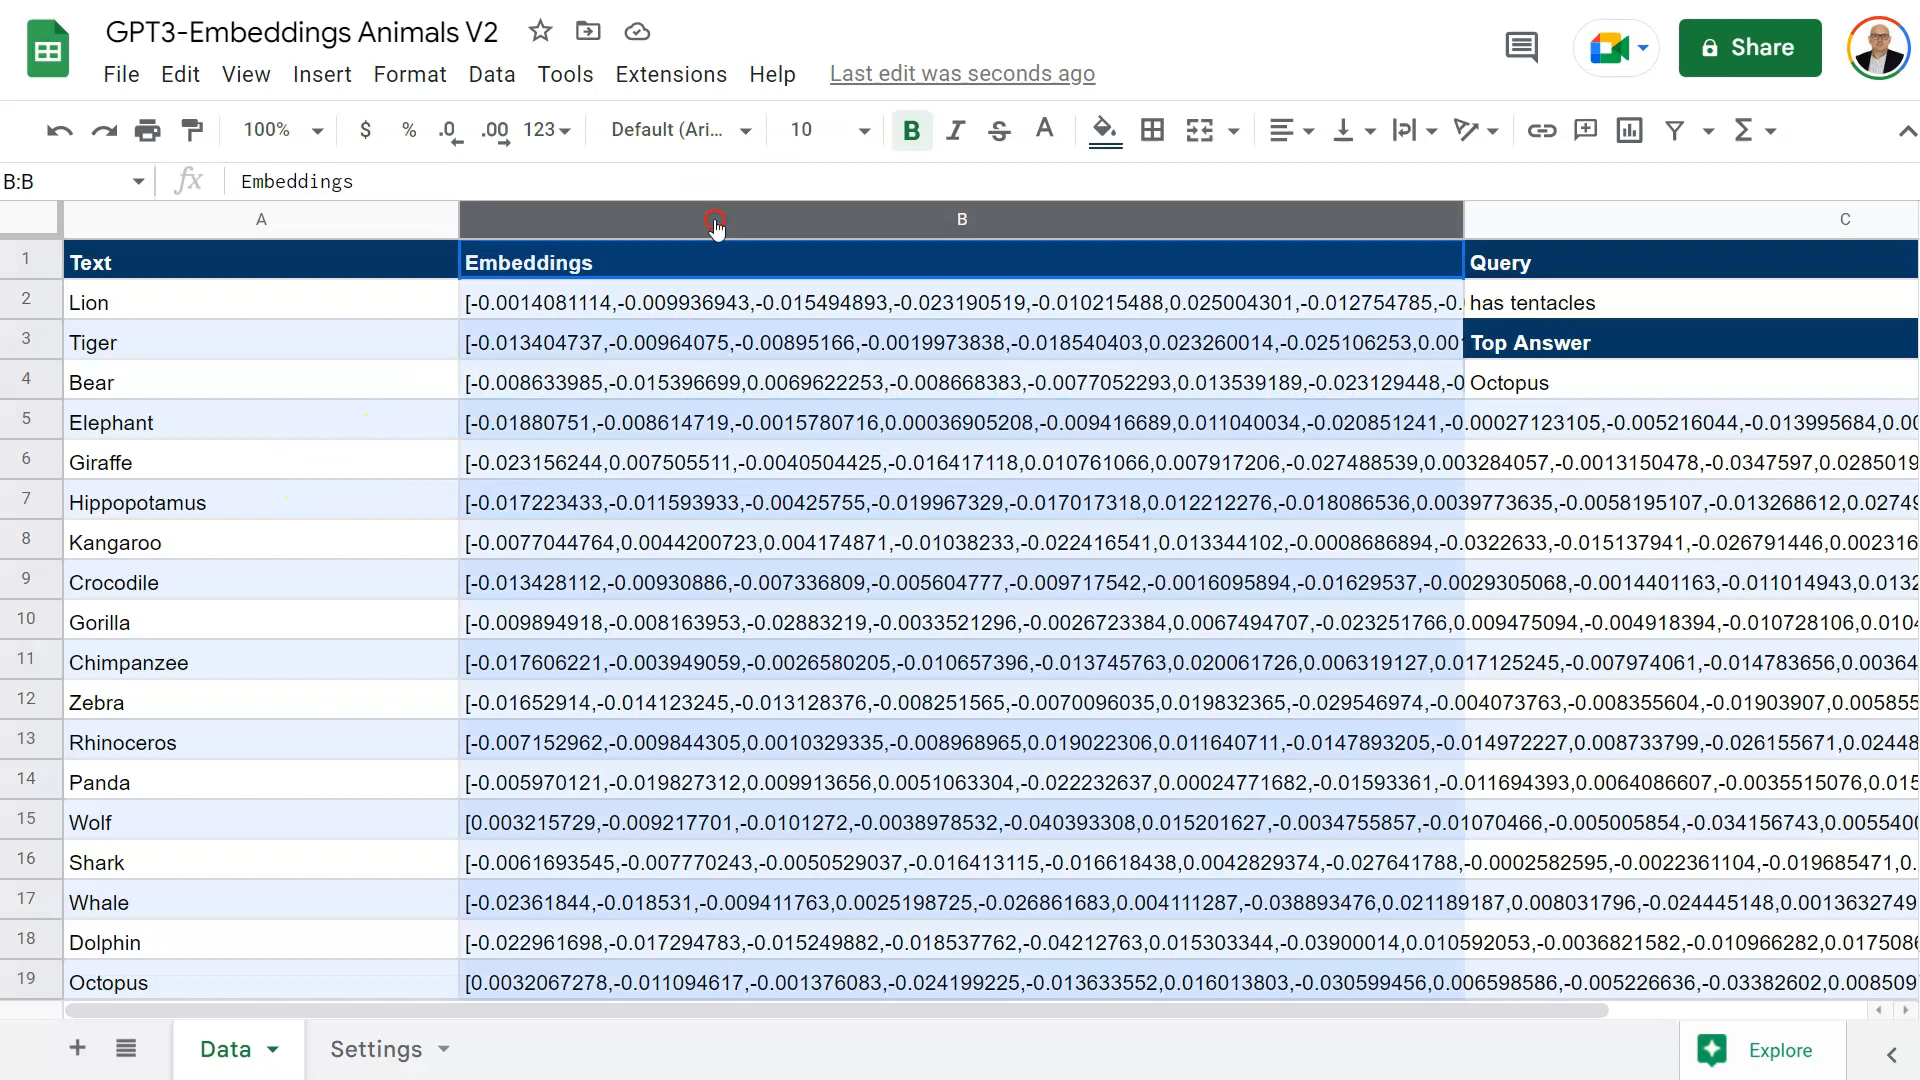 GPT3-Embeddings Animals V2
File Edit View Insert Format Data Tools Extensions Help Last edit was seconds ago
Share
100% $ % .0 .00 123 Default (Ari... 10 B I S A
B:B fx Embeddings
A B C
1 Text Embeddings Query
2 Lion [-0.0014081114,-0.009936943,-0.015494893,-0.023190519,-0.010215488,0.025004301,-0.012754785,-0. has tentacles
3 Tiger [-0.013404737,-0.00964075,-0.00895166,-0.0019973838,-0.018540403,0.023260014,-0.025106253,0.00 Top Answer
4 Bear [-0.008633985,-0.015396699,0.0069622253,-0.008668383,-0.0077052293,0.013539189,-0.023129448,-0 Octopus
5 Elephant [-0.01880751,-0.008614719,-0.0015780716,0.00036905208,-0.009416689,0.011040034,-0.020851241,-0.00027123105,-0.005216044,-0.013995684,0.00
6 Giraffe [-0.023156244,0.007505511,-0.0040504425,-0.016417118,0.010761066,0.007917206,-0.027488539,0.003284057,-0.0013150478,-0.0347597,0.0285019
7 Hippopotamus [-0.017223433,-0.011593933,-0.00425755,-0.019967329,-0.017017318,0.012212276,-0.018086536,0.0039773635,-0.0058195107,-0.013268612,0.0274
8 Kangaroo [-0.0077044764,0.0044200723,0.004174871,-0.01038233,-0.022416541,0.013344102,-0.0008686894,-0.0322633,-0.015137941,-0.026791446,0.002316
9 Crocodile [-0.013428112,-0.00930886,-0.007336809,-0.005604777,-0.009717542,-0.0016095894,-0.01629537,-0.0029305068,-0.0014401163,-0.011014943,0.0132
10 Gorilla [-0.009894918,-0.008163953,-0.02883219,-0.0033521296,-0.0026723384,0.0067494707,-0.023251766,0.009475094,-0.004918394,-0.010728106,0.0104
11 Chimpanzee [-0.017606221,-0.003949059,-0.0026580205,-0.010657396,-0.013745763,0.020061726,0.006319127,0.017125245,-0.007974061,-0.014783656,0.00364
12 Zebra [-0.01652914,-0.014123245,-0.013128376,-0.008251565,-0.0070096035,0.019832365,-0.029546974,-0.004073763,-0.008355604,-0.01903907,0.005855
13 Rhinoceros [-0.007152962,-0.009844305,0.0010329335,-0.008968965,0.019022306,0.011640711,-0.0147893205,-0.014972227,0.008733799,-0.026155671,0.02448
14 Panda [-0.005970121,-0.019827312,0.009913656,0.0051063304,-0.022232637,0.00024771682,-0.01593361,-0.011694393,0.0064086607,-0.0035515076,0.015
15 Wolf [0.003215729,-0.009217701,-0.0101272,-0.0038978532,-0.040393308,0.015201627,-0.0034755857,-0.01070466,-0.005005854,-0.034156743,0.005540
16 Shark [-0.0061693545,-0.007770243,-0.0050529037,-0.016413115,-0.016618438,0.0042829374,-0.027641788,-0.0002582595,-0.0022361104,-0.019685471,0.
17 Whale [-0.02361844,-0.018531,-0.009411763,0.0025198725,-0.026861683,0.004111287,-0.038893476,0.021189187,0.008031796,-0.024445148,0.0013632749
18 Dolphin [-0.022961698,-0.017294783,-0.015249882,-0.018537762,-0.04212763,0.015303344,-0.03900014,0.010592053,-0.0036821582,-0.010966282,0.017508
19 Octopus [0.0032067278,-0.011094617,-0.001376083,-0.024199225,-0.013633552,0.016013803,-0.030599456,0.006598586,-0.005226636,-0.03382602,0.008509
Data Settings Explore